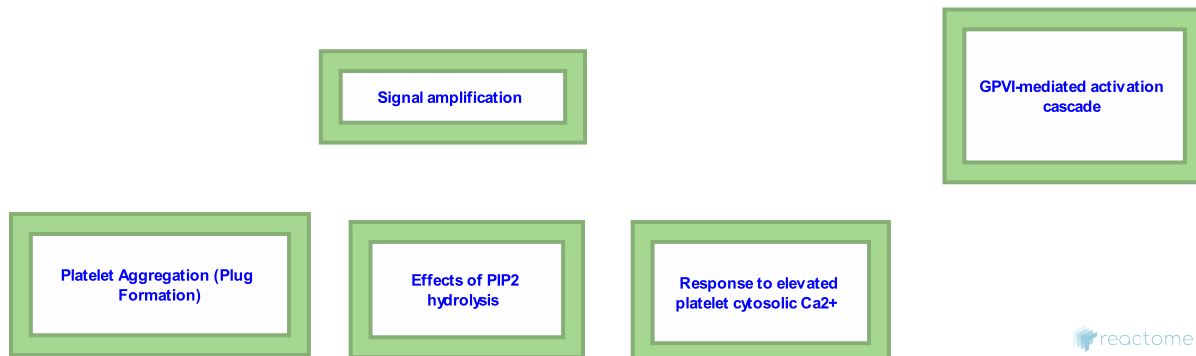 Signal amplification
GPVI-mediated activation
cascade
Platelet Aggregation (Plug
Formation)
Effects of PIP2
hydrolysis
Response to elevated
platelet cytosolic Ca2+
reactome